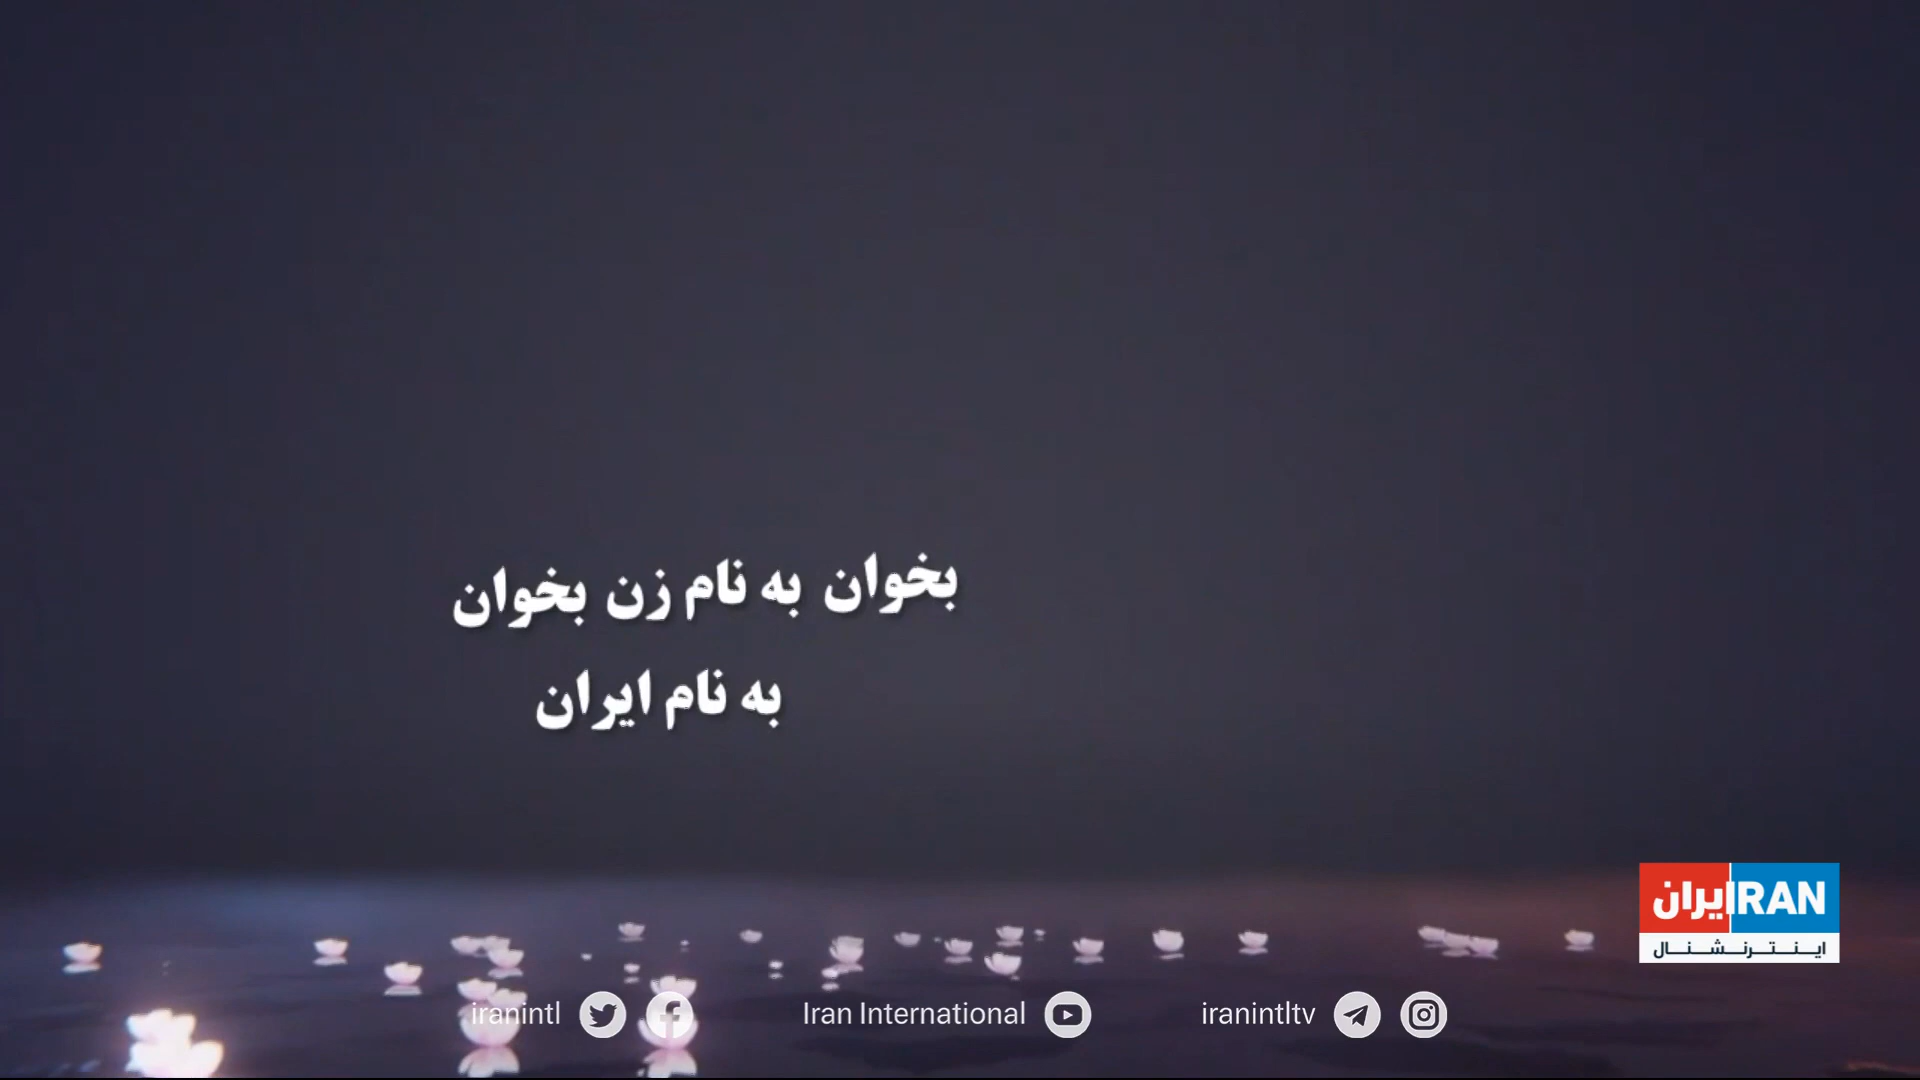 بخوان به نام زن بخوان
به نام ایران
ایران IRAN
اینترنشنال
iranintl
Iran International
iranintltv